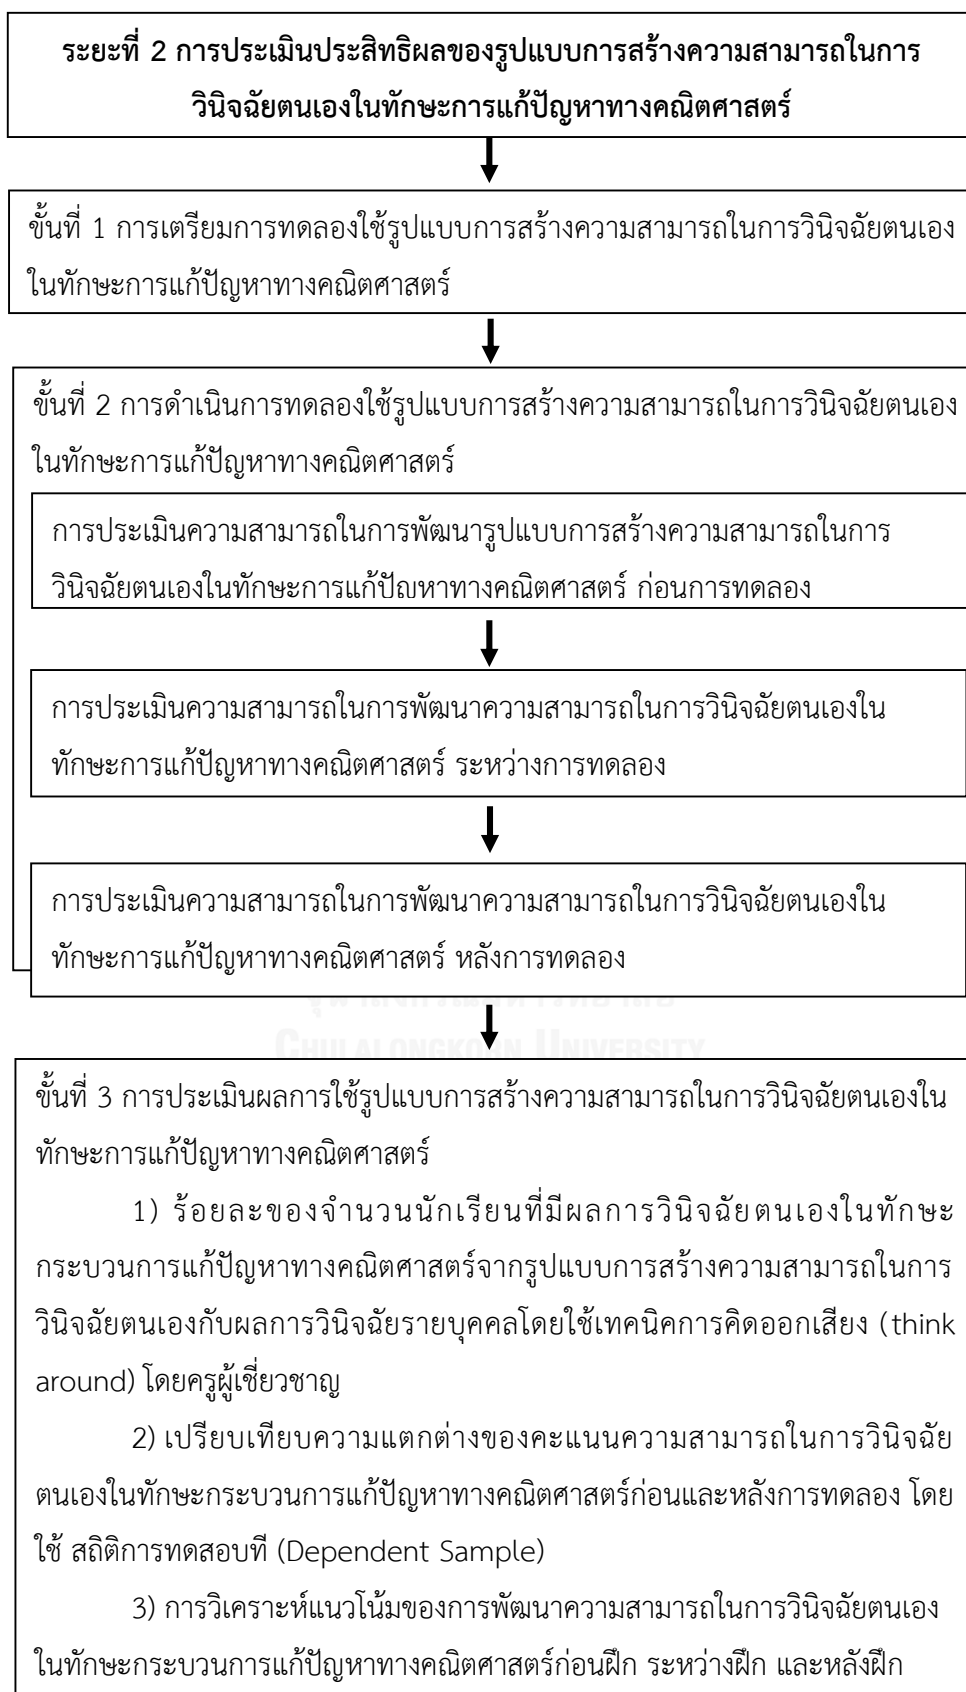 ระยะที่ 2 การประเมินประสิทธิผลของรูปแบบการสร้างความสามารถในการ
วินิจฉัยตนเองในทักษะการแก้ปัญหาทางคณิตศาสตร์
ขั้นที่ 1 การเตรียมการทดลองใช้รูปแบบการสร้างความสามารถในการวินิจฉัยตนเอง
ในทักษะการแก้ปัญหาทางคณิตศาสตร์
ขั้นที่ 2 การดำเนินการทดลองใช้รูปแบบการสร้างความสามารถในการวินิจฉัยตนเอง
ในทักษะการแก้ปัญหาทางคณิตศาสตร์
การประเมินความสามารถในการพัฒนารูปแบบการสร้างความสามารถในการ
วินิจฉัยตนเองในทักษะการแก้ปัญหาทางคณิตศาสตร์ ก่อนการทดลอง
การประเมินความสามารถในการพัฒนาความสามารถในการวินิจฉัยตนเองใน
ทักษะการแก้ปัญหาทางคณิตศาสตร์ ระหว่างการทดลอง
การประเมินความสามารถในการพัฒนาความสามารถในการวินิจฉัยตนเองใน
ทักษะการแก้ปัญหาทางคณิตศาสตร์ หลังการทดลอง
จุฬาลงกรณ์มหาวิทยาลัย
CHULALONGKORN UNIVERSITY
ขั้นที่ 3 การประเมินผลการใช้รูปแบบการสร้างความสามารถในการวินิจฉัยตนเองใน
ทักษะการแก้ปัญหาทางคณิตศาสตร์
1) ร้อยละของจำนวนนักเรียนที่มีผลการวินิจฉัยตนเองในทักษะ
กระบวนการแก้ปัญหาทางคณิตศาสตร์จากรูปแบบการสร้างความสามารถในการ
วินิจฉัยตนเองกับผลการวินิจฉัยรายบุคคลโดยใช้เทคนิคการคิดออกเสียง (think
around) โดยครูผู้เชี่ยวชาญ
2) เปรียบเทียบความแตกต่างของคะแนนความสามารถในการวินิจฉัย
ตนเองในทักษะกระบวนการแก้ปัญหาทางคณิตศาสตร์ก่อนและหลังการทดลอง โดย
ใช้ สถิติการทดสอบที (Dependent Sample)
3) การวิเคราะห์แนวโน้มของการพัฒนาความสามารถในการวินิจฉัยตนเอง
ในทักษะกระบวนการแก้ปัญหาทางคณิตศาสตร์ก่อนฝึก ระหว่างฝึก และหลังฝึก